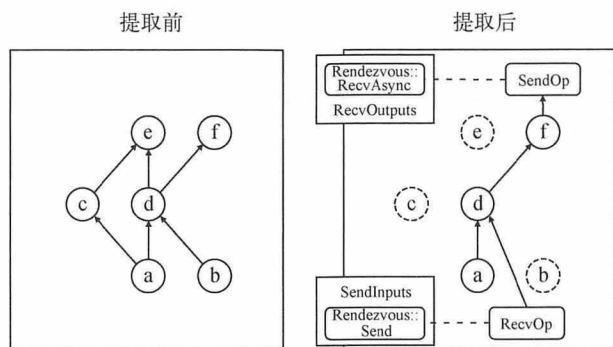 提取前
提取后
e
f
c
d
a
b
Rendezvous::
RecvAsync
RecvOutputs
SendOp
e
f
c
d
a
b
SendInputs
Rendezvous::
Send
RecvOp